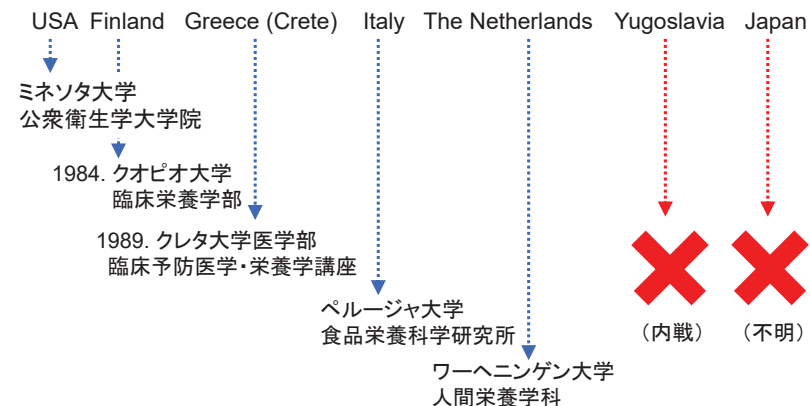 USA Finland Greece (Crete) Italy The Netherlands Yugoslavia Japan
ミネソタ大学
公衆衛生学大学院
1984. クオピオ大学
臨床栄養学部
1989. クレタ大学医学部
臨床予防医学・栄養学講座
ペルージャ大学
食品栄養科学研究所
（内戦）
（不明）
ワーヘニンゲン大学
人間栄養学科